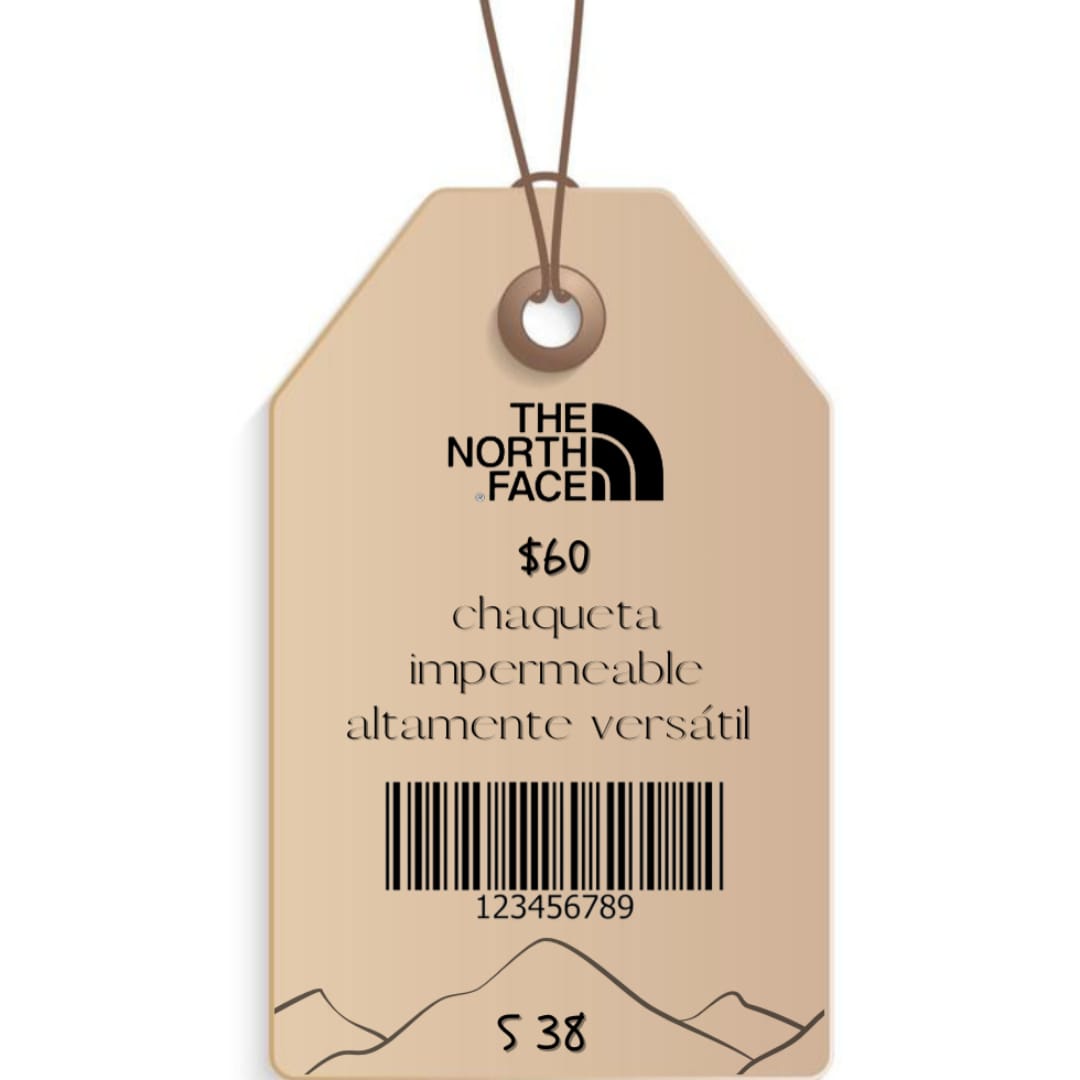 THE
NORTH
®FACE
$60
chaqueta
impermeable
altamente versátil
123456789
S 38